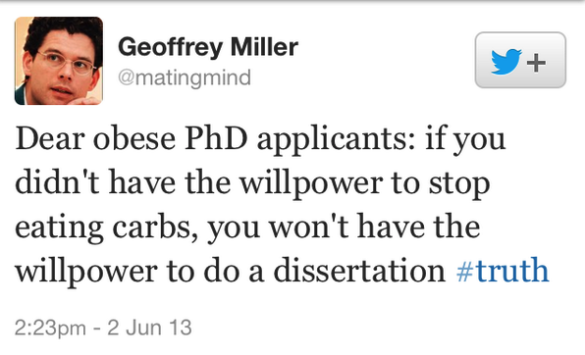 Geoffrey Miller
@matingmind
+
Dear obese PhD applicants: if you
didn't have the willpower to stop
eating carbs, you won't have the
willpower to do a dissertation #truth
2:23pm - 2 Jun 13